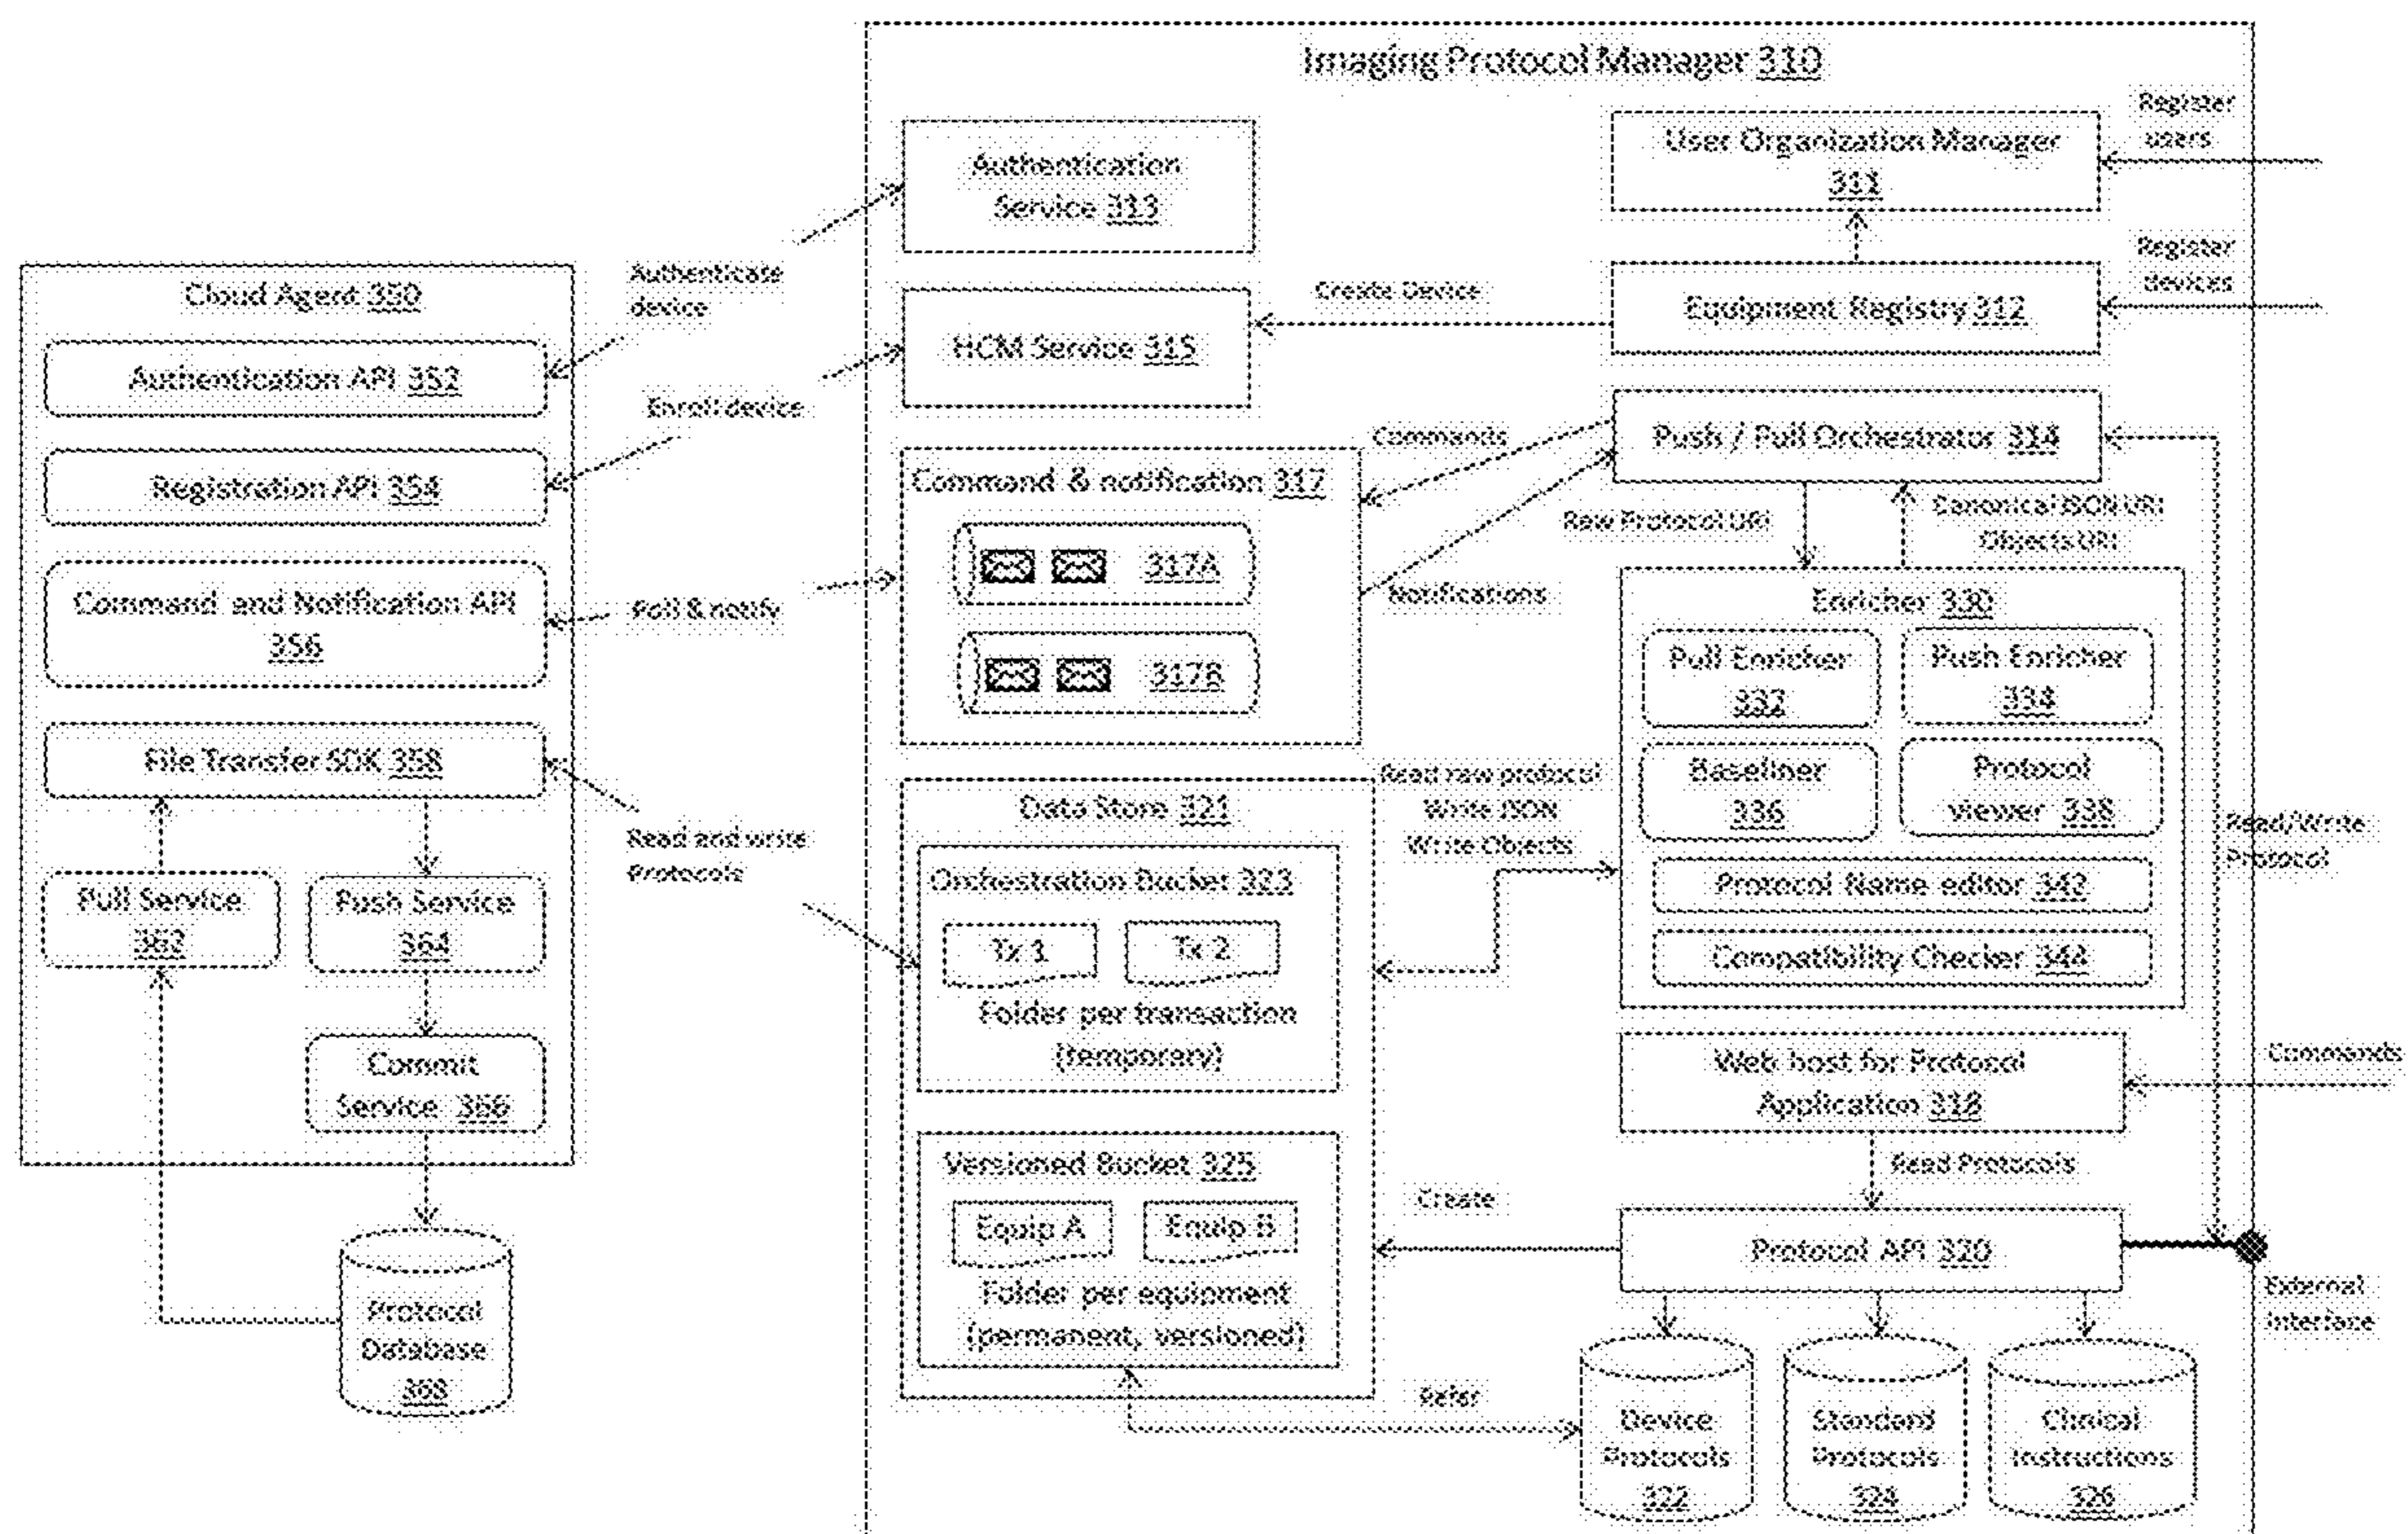 Imaging Protocol Manager 310
Register
users
User Organization Manager
311
Authentication
Service 313
Register
devices
Equipment Registry 312
Create Device
HCM Service 315
Authenticate
device
Enroll device
Poll & notify
Read and write
Protocols
Cloud Agent 350
Authentication API 352
Registration API 354
Command and Notification API
356
File Transfer SDK 358
Pull Service
362
Push Service
364
Commit
Service 366
Protocol
Database
368
Commands
Notifications
Push / Pull Orchestrator 314
Command & notification 317
317A
317B
Raw Protocol URI
Canonical JSON URI
Objects URI
Enricher 330
Pull Enricher
332
Push Enricher
334
Baseliner
336
Protocol
viewer 338
Protocol Name editor 342
Compatibility Checker 344
Read/Write
Protocol
Read raw protocol
Write JSON
Write Objects
Data Store 321
Orchestration Bucket 323
Tx 1
Tx 2
Folder per transaction
(temporary)
Versioned Bucket 325
Equip A
Equip B
Folder per equipment
(permanent, versioned)
Web host for Protocol
Application 318
Commands
Read Protocols
Create
Protocol API 320
External
Interface
Refer
Device
Protocols
322
Standard
Protocols
324
Clinical
Instructions
326